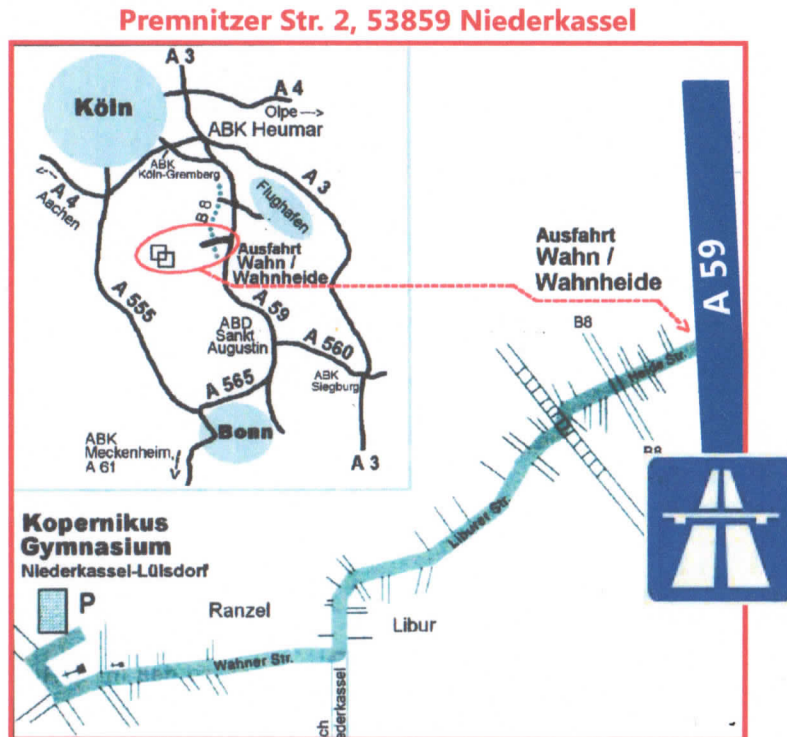 Premnitzer Str. 2, 53859 Niederkassel
A 3
A 4
Olpe
Köln
ABK Heumar
ABK
Köln-Gremberg
A 3
A 4
Aachen
B 8
Flughafen
Ausfahrt
Wahn /
Wahnheide
A 555
A 59
ABD
Sankt
Augustin
A 560
ABK
Siegburg
A 565
Bonn
ABK
Meckenheim,
A 61
A 3
Ausfahrt
Wahn /
Wahnheide
A 59
B8
Heide Str.
B8
Liburer Str.
Kopernikus
Gymnasium
Niederkassel-Lülsdorf
P
Ranzel
Libur
Wahner Str.
ch
ederkassel